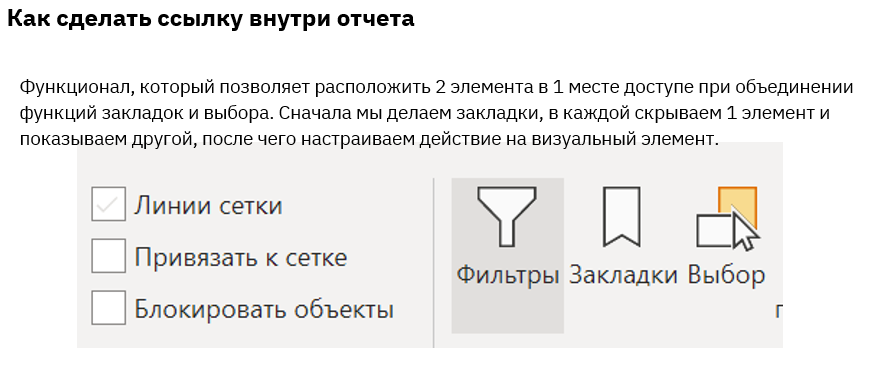 Как сделать ссылку внутри отчета
Функционал, который позволяет расположить 2 элемента в 1 месте доступе при объединении
функций закладок и выбора. Сначала мы делаем закладки, в каждой скрываем 1 элемент и
показываем другой, после чего настраиваем действие на визуальный элемент.
Линии сетки
Привязать к сетке
Блокировать объекты
Фильтры Закладки Выбор